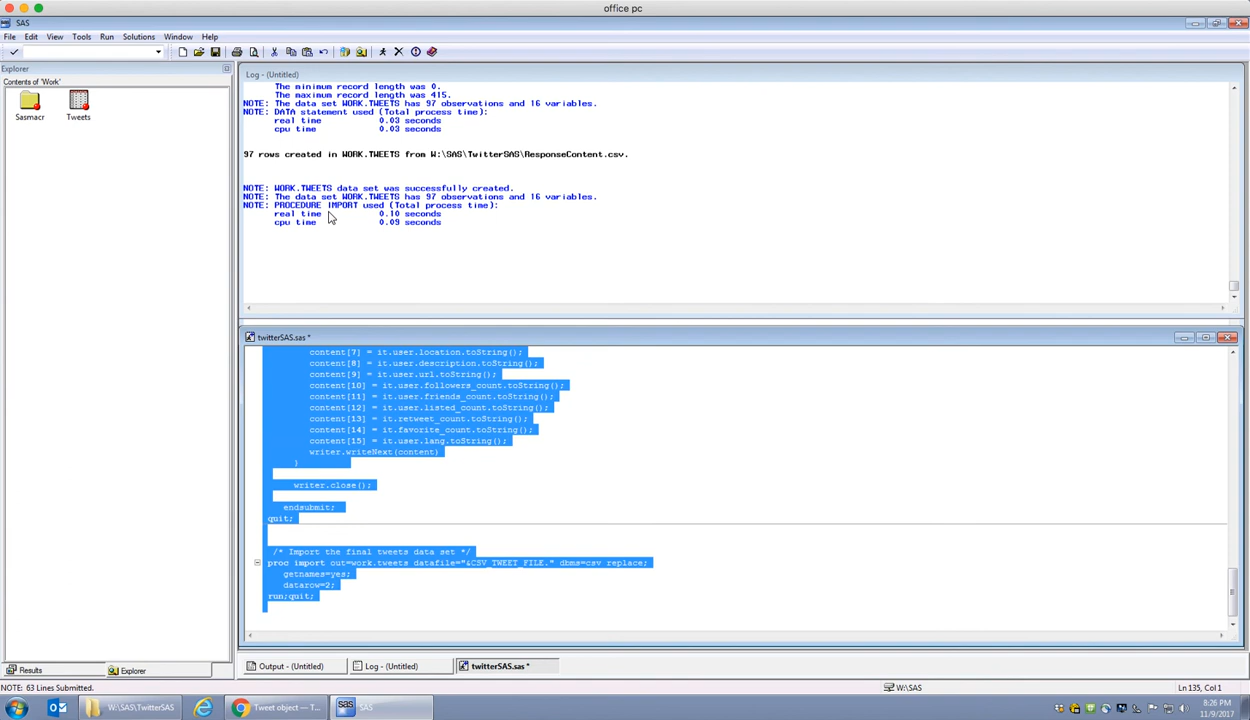 office pc
SAS
File Edit View Tools Run Solutions Window Help
Explorer
Contents of 'Work'
Sasmacr
Tweets
Log - (Untitled)
The minimum record length was 0.
The maximum record length was 415.
NOTE: The data set WORK.TWEETS has 97 observations and 16 variables.
NOTE: DATA statement used (Total process time):
real time 0.03 seconds
cpu time 0.03 seconds
97 rows created in WORK.TWEETS from W:\SAS\TwitterSAS\ResponseContent.csv.
NOTE: WORK.TWEETS data set was successfully created.
NOTE: The data set WORK.TWEETS has 97 observations and 16 variables.
NOTE: PROCEDURE IMPORT used (Total process time):
real time 0.10 seconds
cpu time 0.09 seconds
twitterSAS.sas *
content[7] = it.user.location.toString();
content[8] = it.user.description.toString();
content[9] = it.user.url.toString();
content[10] = it.user.followers_count.toString();
content[11] = it.user.friends_count.toString();
content[12] = it.user.listed_count.toString();
content[13] = it.retweet_count.toString();
content[14] = it.favorite_count.toString();
content[15] = it.user.lang.toString();
writer.writeNext(content)
}
writer.close();
endsubmit;
quit;
/* Import the final tweets data set */
proc import out=work.tweets datafile="&CSV_TWEET_FILE." dbms=csv replace;
getnames=yes;
datarow=2;
run;quit;
Results
Explorer
Output - (Untitled)
Log - (Untitled)
twitterSAS.sas *
NOTE: 63 Lines Submitted.
W:\SAS
Ln 135, Col 1
W:\SAS\TwitterSAS
Tweet object — T...
SAS
8:26 PM
11/9/2017